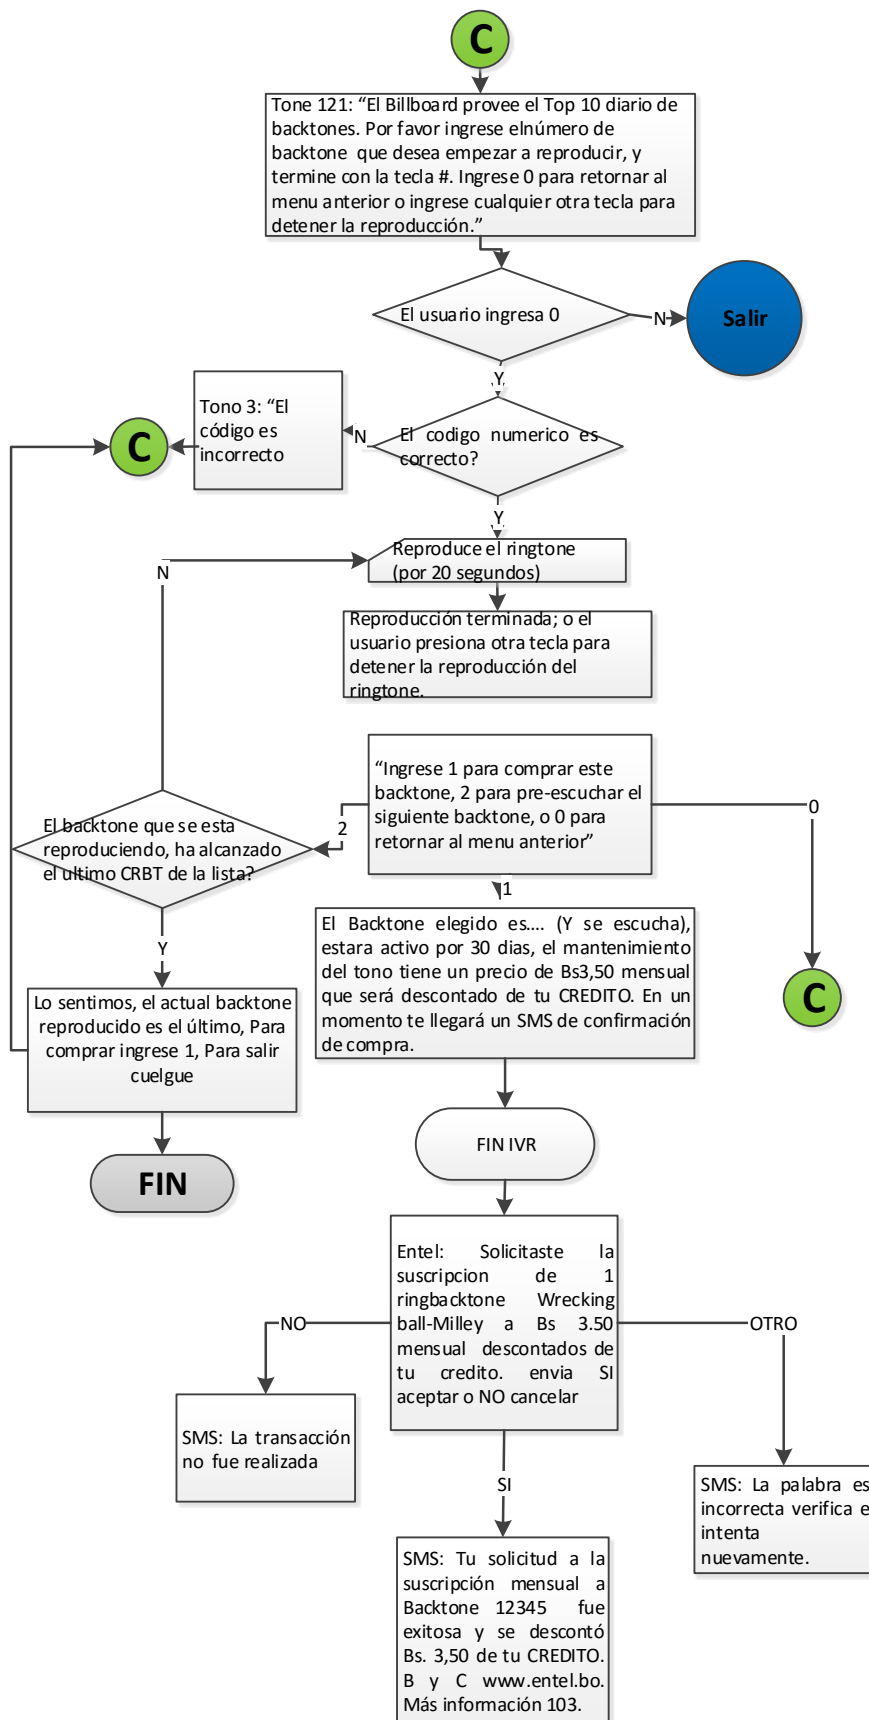 C
Tone 121: “El Billboard provee el Top 10 diario de
backtones. Por favor ingrese elnúmero de
backtone que desea empezar a reproducir, y
termine con la tecla #. Ingrese 0 para retornar al
menu anterior o ingrese cualquier otra tecla para
detener la reproducción.”
El usuario ingresa 0
N
Salir
Y
Tono 3: “El
código es
incorrecto
C
N
El codigo numerico es
correcto?
Y
Reproduce el ringtone
(por 20 segundos)
N
Reproducción terminada; o el
usuario presiona otra tecla para
detener la reproducción del
ringtone.
“Ingrese 1 para comprar este
backtone, 2 para pre-escuchar el
siguiente backtone, o 0 para
retornar al menu anterior”
0
2
El backtone que se esta
reproduciendo, ha alcanzado
el ultimo CRBT de la lista?
1
Y
El Backtone elegido es.... (Y se escucha),
estara activo por 30 dias, el mantenimiento
del tono tiene un precio de Bs3,50 mensual
que será descontado de tu CREDITO. En un
momento te llegará un SMS de confirmación
de compra.
C
Lo sentimos, el actual backtone
reproducido es el último, Para
comprar ingrese 1, Para salir
cuelgue
FIN
FIN IVR
Entel: Solicitaste la
suscripcion de 1
ringbacktone Wrecking
ball-Milley a Bs 3.50
mensual descontados de
tu credito. envia SI
aceptar o NO cancelar
NO
OTRO
SMS: La transacción
no fue realizada
SI
SMS: La palabra es
incorrecta verifica e
intenta
nuevamente.
SMS: Tu solicitud a la
suscripción mensual a
Backtone 12345 fue
exitosa y se descontó
Bs. 3,50 de tu CREDITO.
B y C www.entel.bo.
Más información 103.